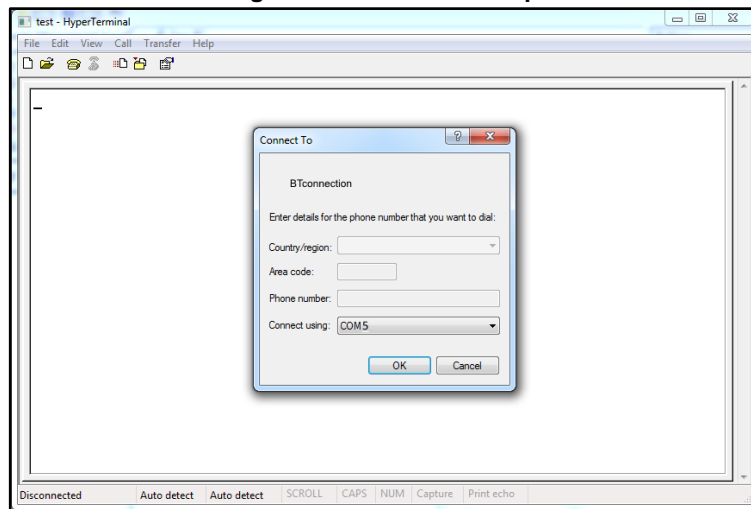 test - HyperTerminal
File Edit View Call Transfer Help
Connect To
BTconnection
Enter details for the phone number that you want to dial:
Country/region:
Area code:
Phone number:
Connect using: COM5
OK Cancel
Disconnected Auto detect Auto detect SCROLL CAPS NUM Capture Print echo